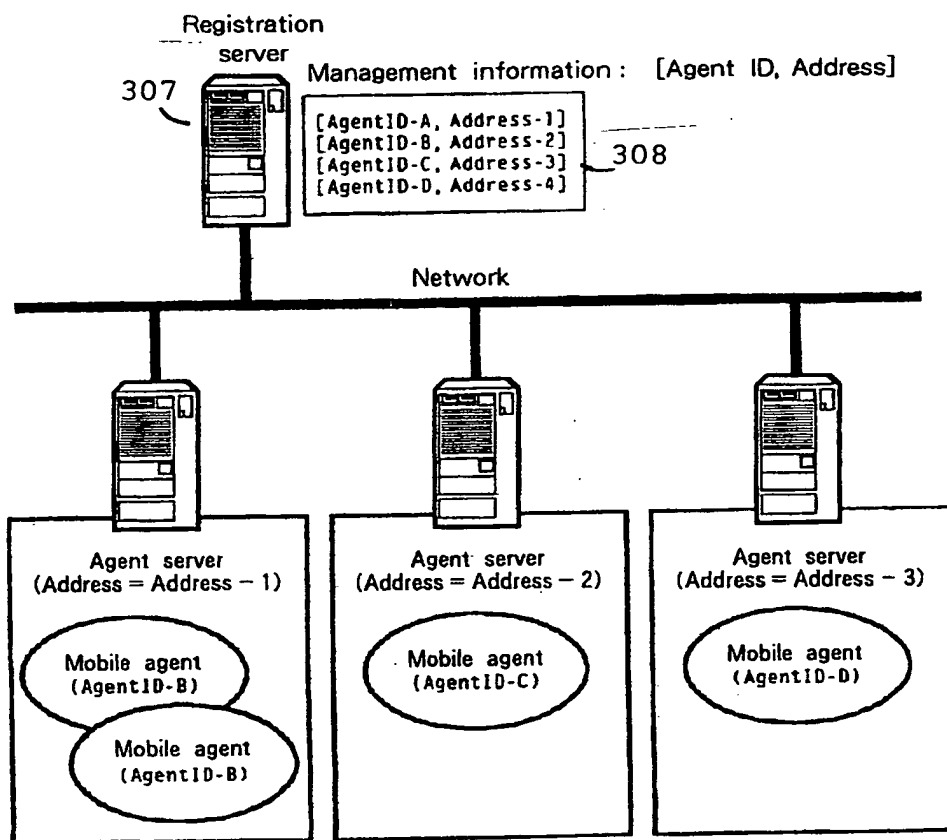 Registration
server
307
Management information : [Agent ID, Address]
[AgentID-A, Address-1]
[AgentID-B, Address-2]
[AgentID-C, Address-3]
[AgentID-D, Address-4]
308
Network
Agent server
(Address = Address – 1)
Mobile agent
(AgentID-B)
Mobile agent
(AgentID-B)
Agent server
(Address = Address – 2)
Mobile agent
(AgentID-C)
Agent server
(Address = Address – 3)
Mobile agent
(AgentID-D)